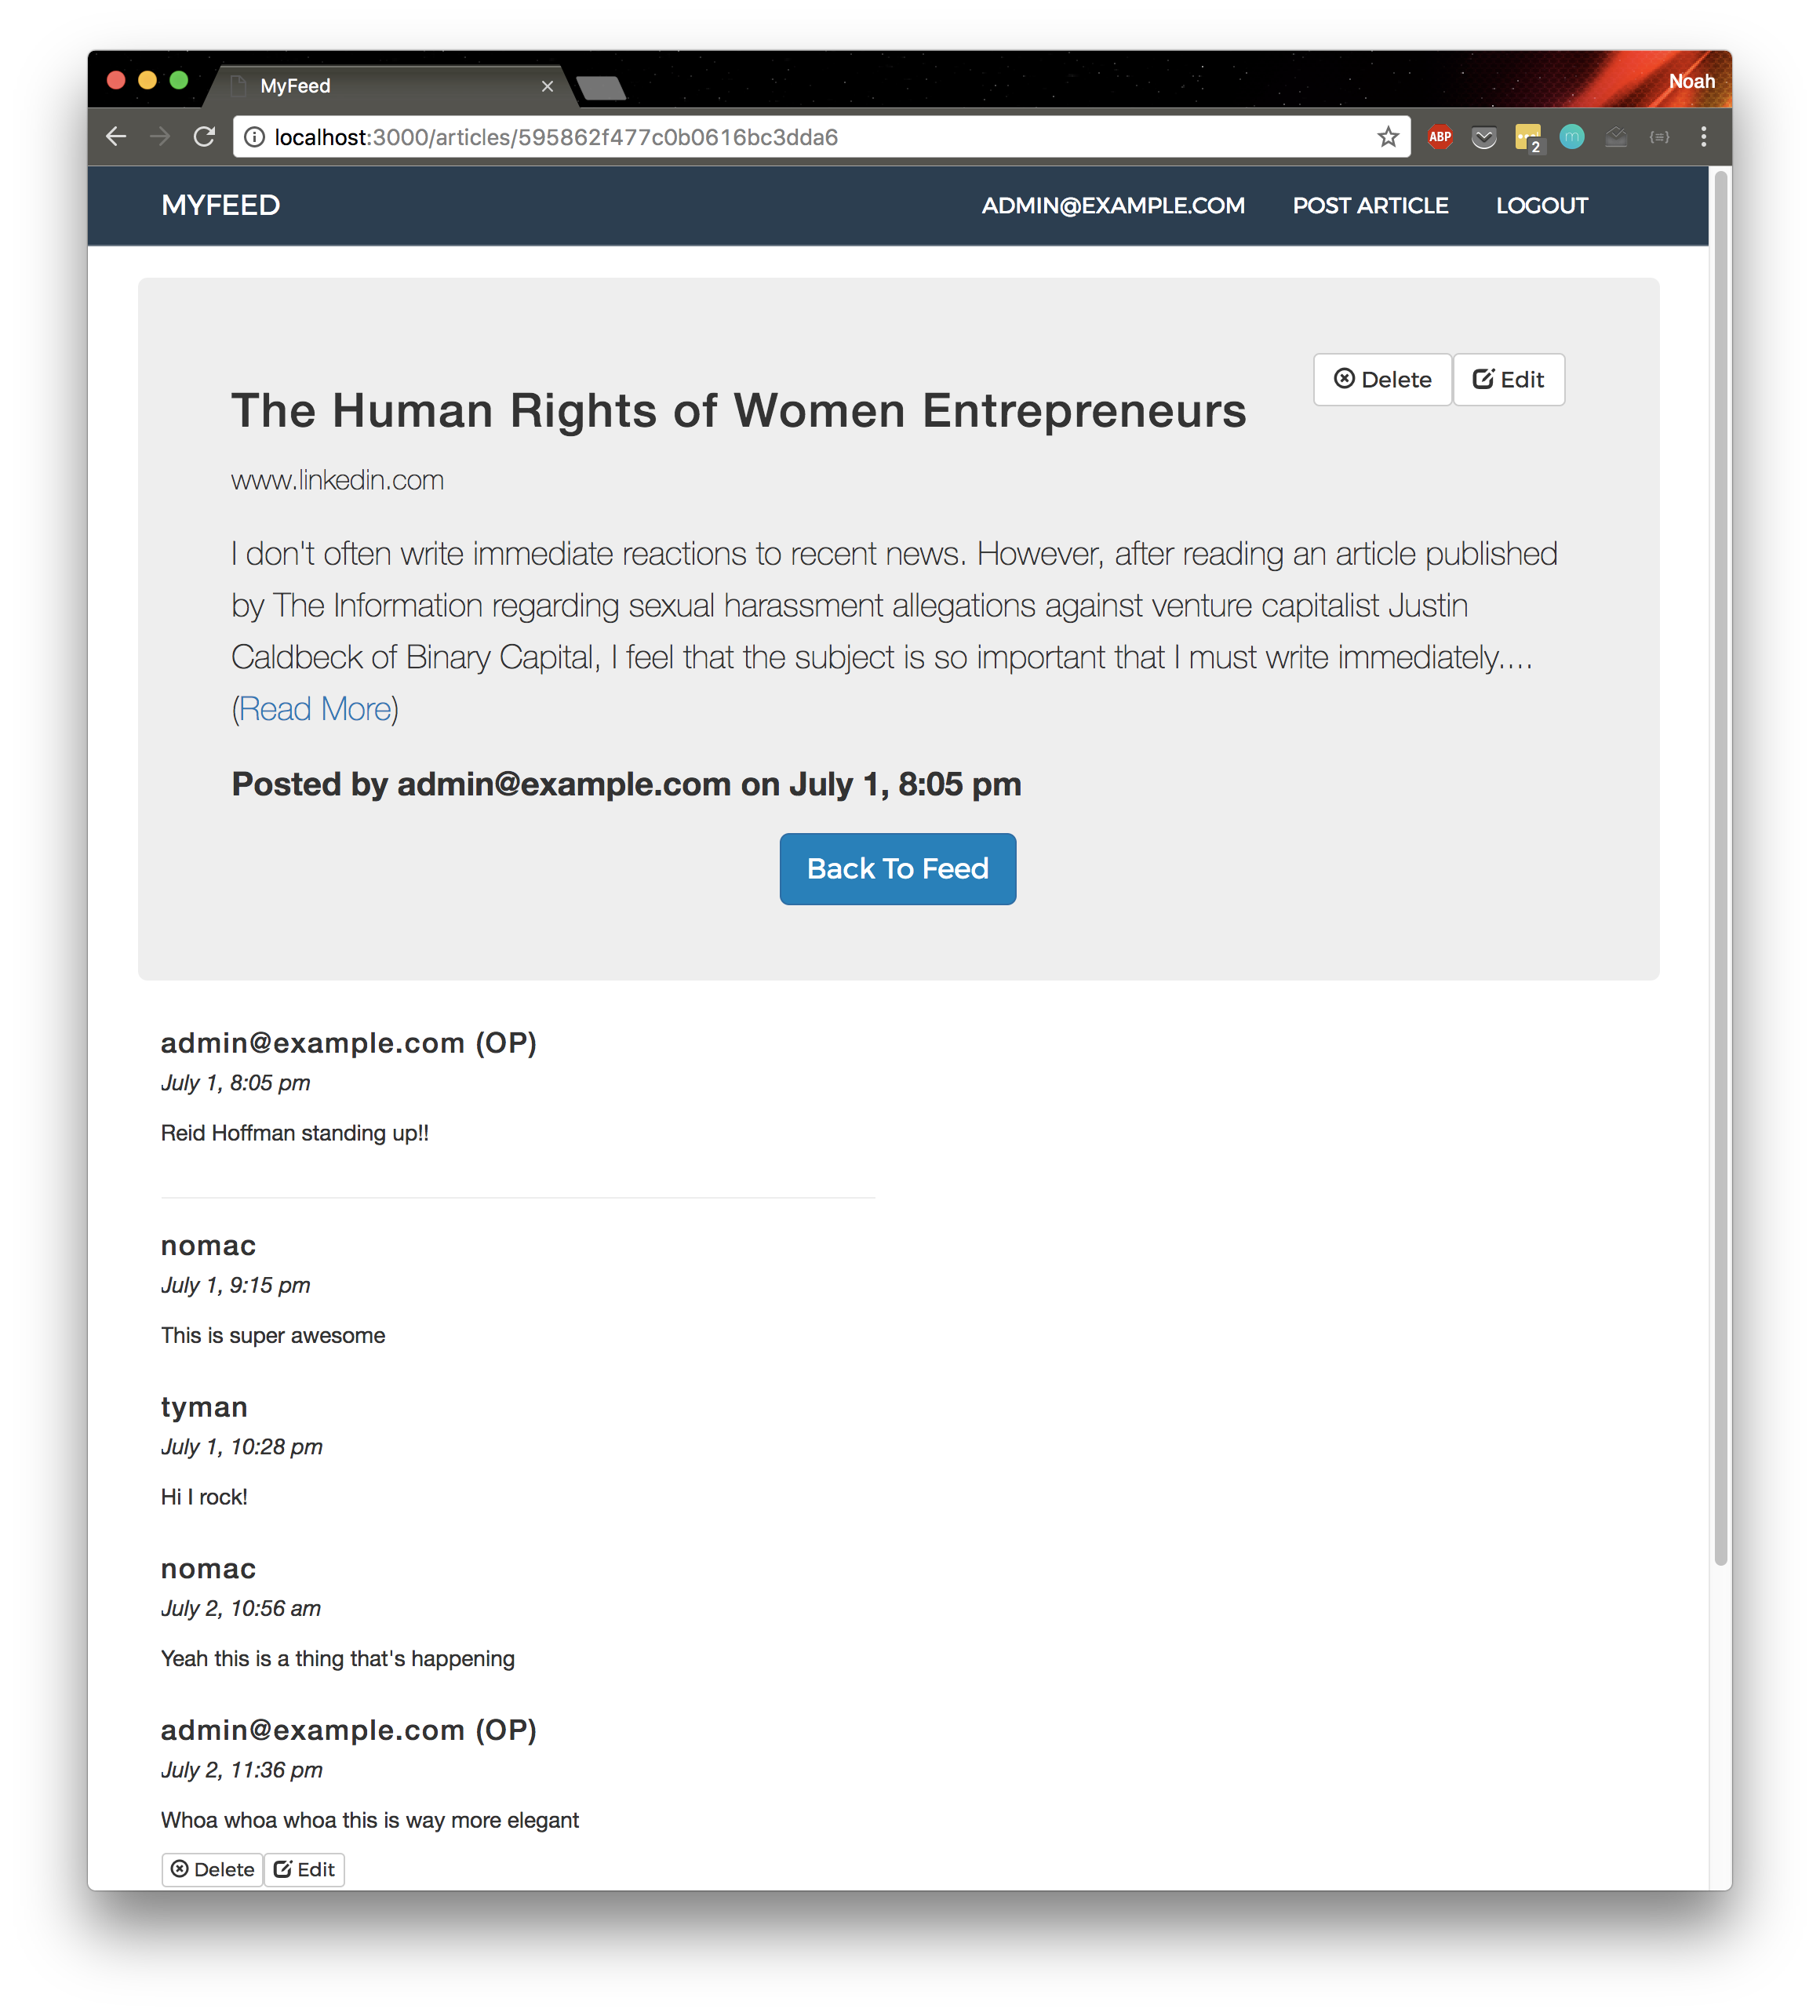 MyFeed
Noah
localhost:3000/articles/595862f477c0b0616bc3dda6
ABP
2
m
{=}
MYFEED
ADMIN@EXAMPLE.COM
POST ARTICLE
LOGOUT
Delete
Edit
The Human Rights of Women Entrepreneurs
www.linkedin.com
I don't often write immediate reactions to recent news. However, after reading an article published
by The Information regarding sexual harassment allegations against venture capitalist Justin
Caldbeck of Binary Capital, I feel that the subject is so important that I must write immediately....
(Read More)
Posted by admin@example.com on July 1, 8:05 pm
Back To Feed
admin@example.com (OP)
July 1, 8:05 pm
Reid Hoffman standing up!!
nomac
July 1, 9:15 pm
This is super awesome
tyman
July 1, 10:28 pm
Hi I rock!
nomac
July 2, 10:56 am
Yeah this is a thing that's happening
admin@example.com (OP)
July 2, 11:36 pm
Whoa whoa whoa this is way more elegant
Delete
Edit